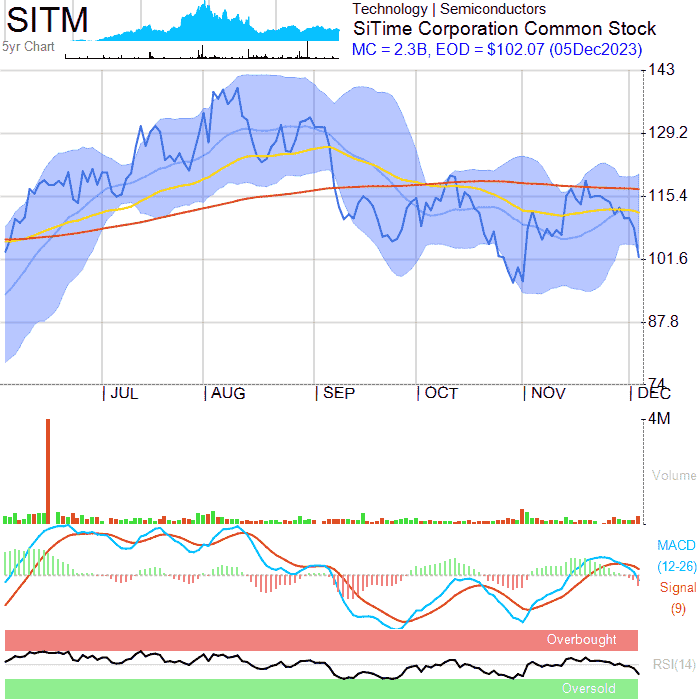 SITM
5yr Chart
Technology | Semiconductors
SiTime Corporation Common Stock
MC = 2.3B, EOD = $102.07 (05Dec2023)
143
129.2
115.4
101.6
87.8
74
JUL AUG SEP OCT NOV DEC
4M
Volume
MACD
(12-26)
Signal
(9)
Overbought
RSI(14)
Oversold